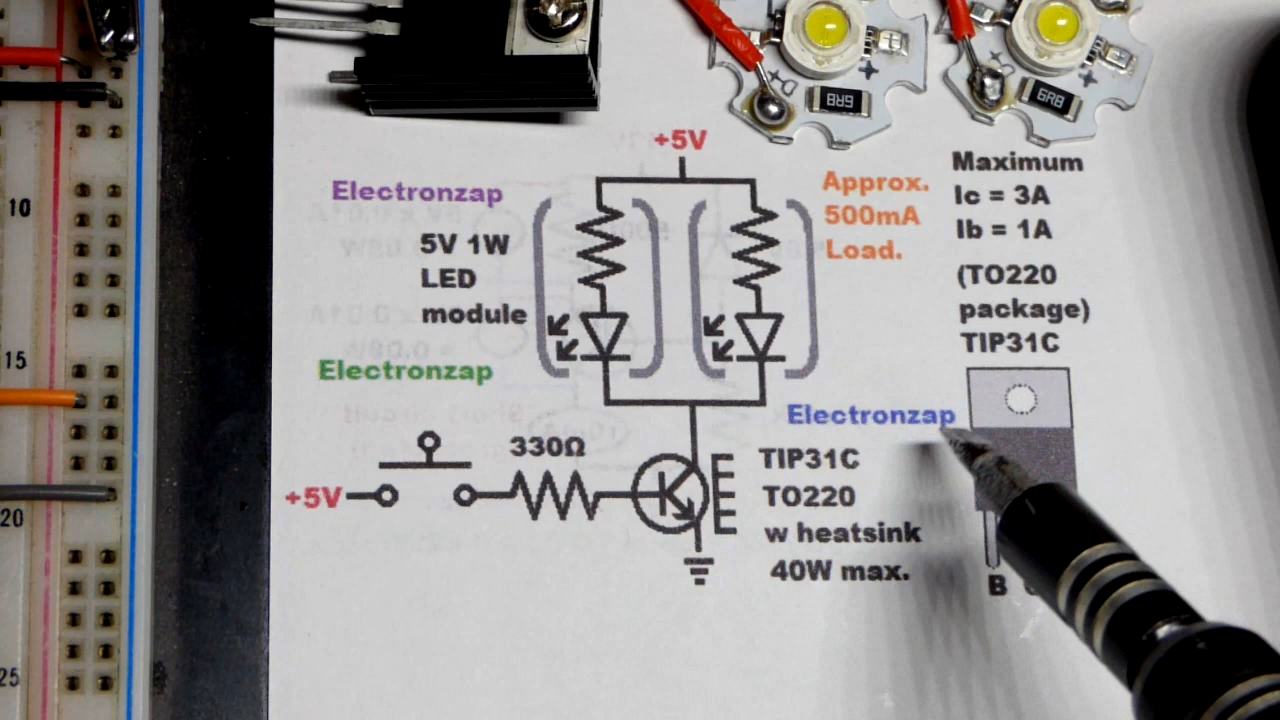 6R8
6R8
+5V
Electronzap
5V 1W
LED
module
Approx.
500mA
Load.
Maximum
Ic = 3A
Ib = 1A
(TO220
package)
TIP31C
Electronzap
Electronzap
330Ω
+5V
TIP31C
TO220
w heatsink
40W max.
B
10
15
20
25